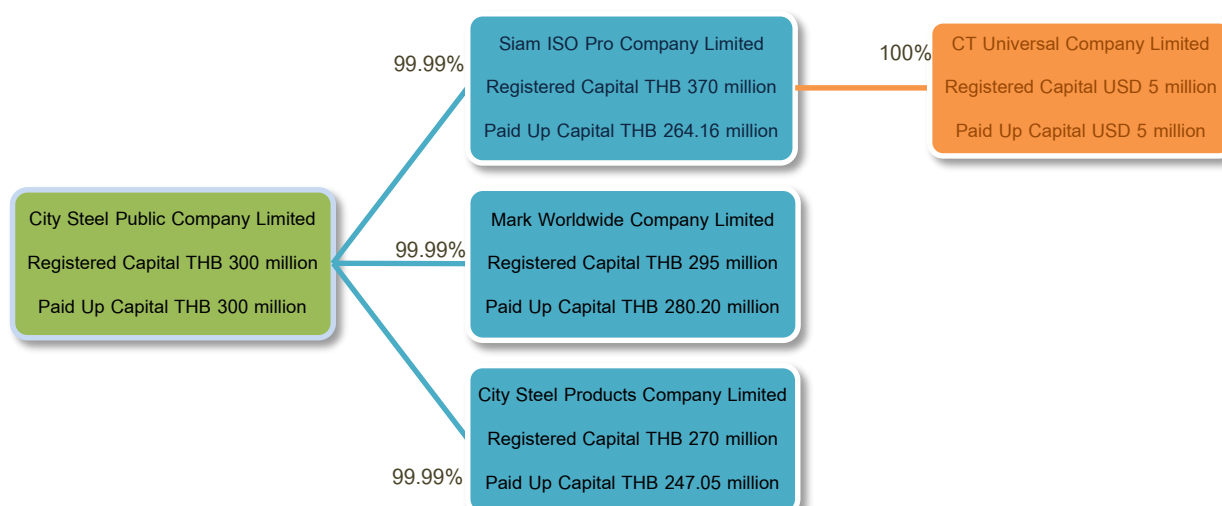 Siam ISO Pro Company Limited
Registered Capital THB 370 million
Paid Up Capital THB 264.16 million
99.99%
100%
CT Universal Company Limited
Registered Capital USD 5 million
Paid Up Capital USD 5 million
City Steel Public Company Limited
Registered Capital THB 300 million
Paid Up Capital THB 300 million
99.99%
Mark Worldwide Company Limited
Registered Capital THB 295 million
Paid Up Capital THB 280.20 million
City Steel Products Company Limited
Registered Capital THB 270 million
Paid Up Capital THB 247.05 million
99.99%